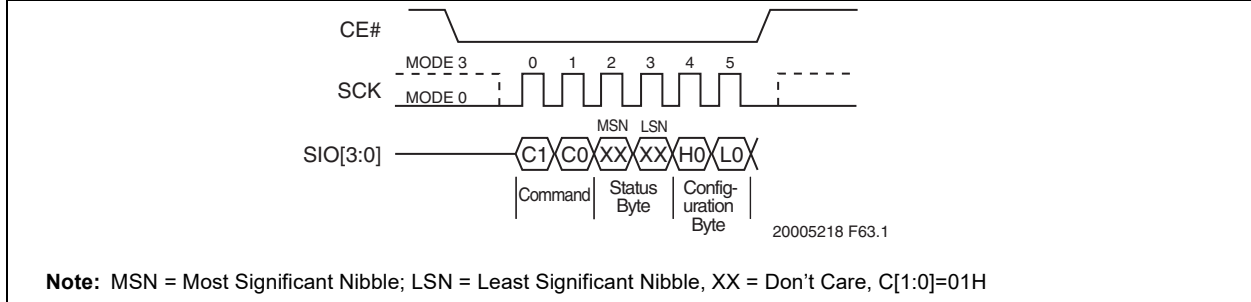 CE#
MODE 3 0 1 2 3 4 5
SCK
MODE 0
MSN LSN
SIO[3:0] C1 C0 XX XX H0 L0
Command Status Byte Config-uration Byte
20005218 F63.1
Note: MSN = Most Significant Nibble; LSN = Least Significant Nibble, XX = Don't Care, C[1:0]=01H